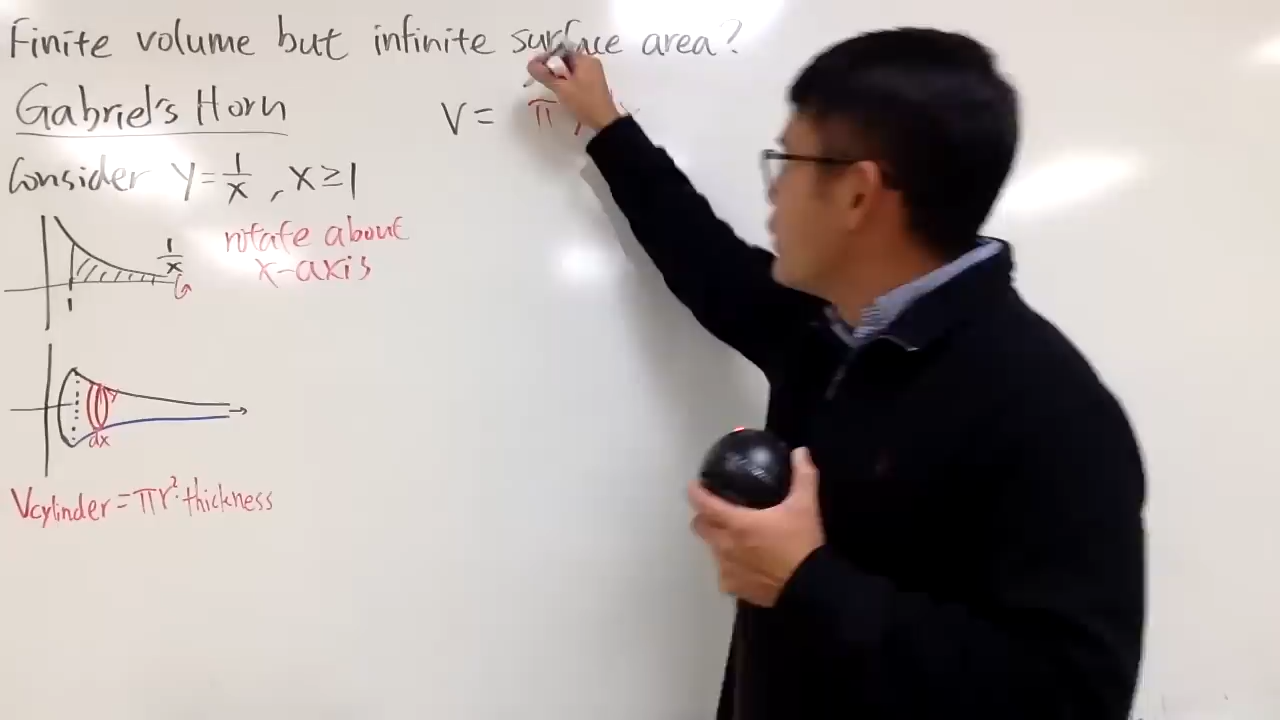 Finite volume but infinite surface area?
Gabriel's Horn
V = π
Consider y = 1/x , x ≥ 1
rotate about
x-axis
1/x
1
dx
Vcylinder = πr²·thickness